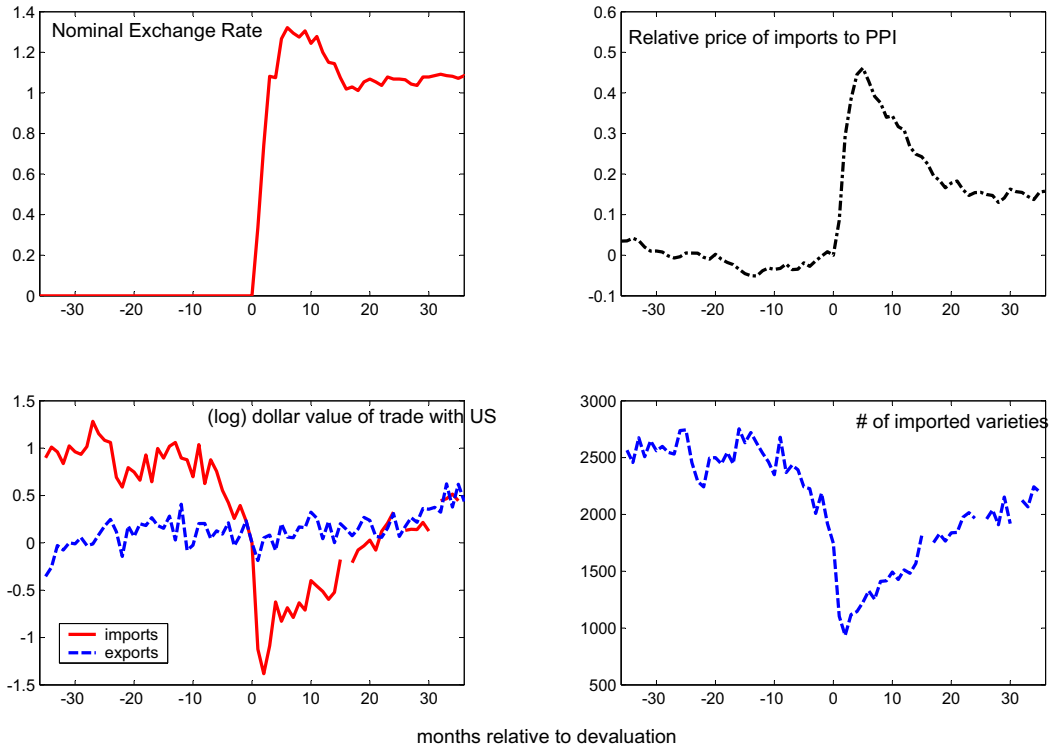 Nominal Exchange Rate
1.4
1.2
1
0.8
0.6
0.4
0.2
0
-30 -20 -10 0 10 20 30
Relative price of imports to PPI
0.6
0.5
0.4
0.3
0.2
0.1
0
-0.1
-30 -20 -10 0 10 20 30
(log) dollar value of trade with US
1.5
1
0.5
0
-0.5
-1
-1.5
imports
exports
-30 -20 -10 0 10 20 30
# of imported varieties
3000
2500
2000
1500
1000
500
-30 -20 -10 0 10 20 30
months relative to devaluation